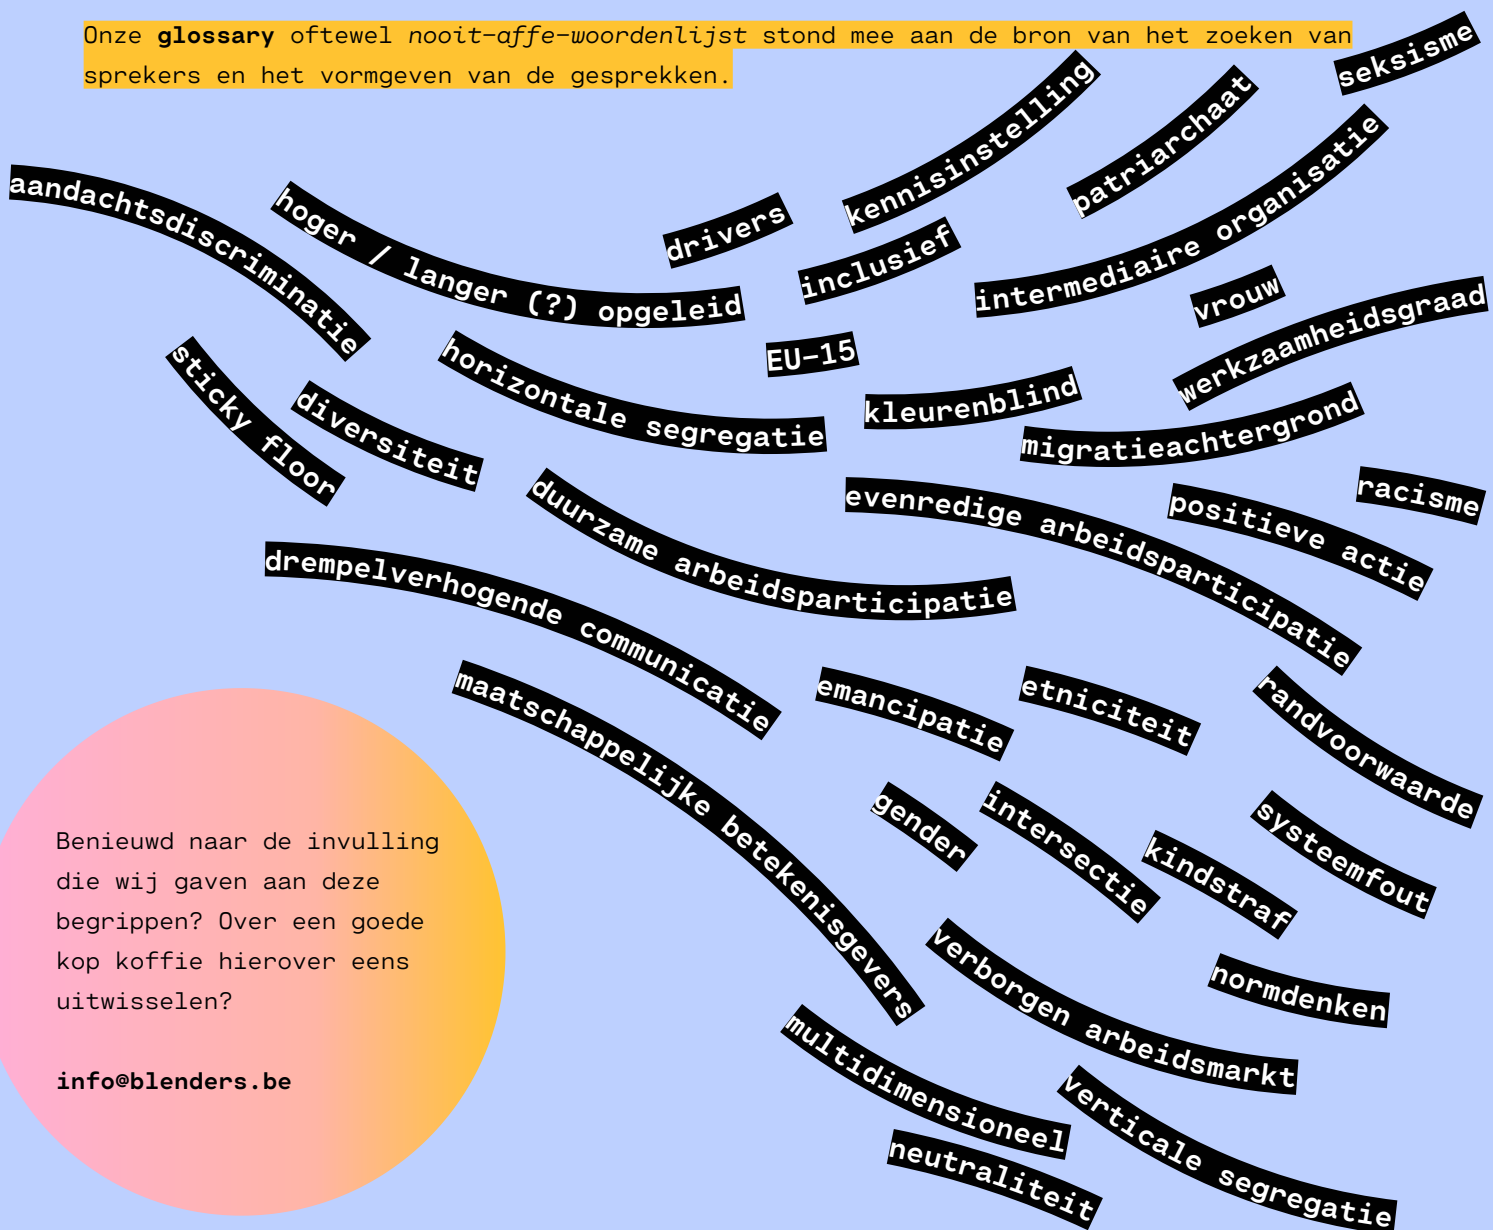 Onze glossary oftewel nooit-affe-woordenlijst stond mee aan de bron van het zoeken van
sprekers en het vormgeven van de gesprekken.
seksisme
kennisinstelling
patriarchaat
aandachtsdiscriminatie
hoger / langer (?) opgeleid
drivers
inclusief
intermediaire organisatie
vrouw
werkzaamheidsgraad
sticky floor
diversiteit
horizontale segregatie
EU-15
kleurenblind
migratieachtergrond
racisme
duurzame arbeidsparticipatie
evenredige arbeidsparticipatie
positieve actie
drempelverhogende communicatie
maatschappelijke betekenisgevers
emancipatie
etniciteit
randvoorwaarde
gender
intersectie
kindstraf
systeemfout
verborgen arbeidsmarkt
normdenken
multidimensioneel
verticale segregatie
neutraliteit
Benieuwd naar de invulling
die wij gaven aan deze
begrippen? Over een goede
kop koffie hierover eens
uitwisselen?
info@blenders.be